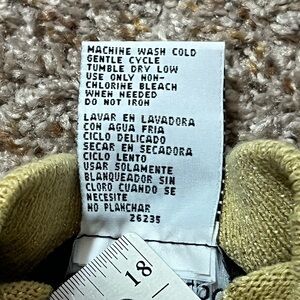 MACHINE WASH COLD
GENTLE CYCLE
TUMBLE DRY LOW
USE ONLY NON-
CHLORINE BLEACH
WHEN NEEDED
DO NOT IRON
LAVAR EN LAVADORA
CON AGUA FRIA
CICLO DELICADO
SECAR EN SECADORA
CICLO LENTO
USAR SOLAMENTE
BLANQUEADOR SIN
CLORO CUANDO SE
NECESITE
NO PLANCHAR
26235
18